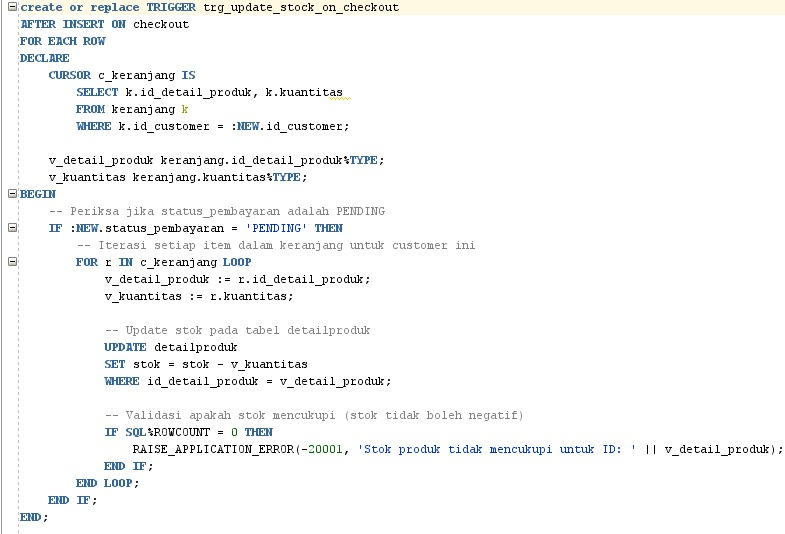 create or replace TRIGGER trg_update_stock_on_checkout
AFTER INSERT ON checkout
FOR EACH ROW
DECLARE
    CURSOR c_keranjang IS
        SELECT k.id_detail_produk, k.kuantitas
        FROM keranjang k
        WHERE k.id_customer = :NEW.id_customer;

    v_detail_produk keranjang.id_detail_produk%TYPE;
    v_kuantitas keranjang.kuantitas%TYPE;
BEGIN
    -- Periksa jika status_pembayaran adalah PENDING
    IF :NEW.status_pembayaran = 'PENDING' THEN
        -- Iterasi setiap item dalam keranjang untuk customer ini
        FOR r IN c_keranjang LOOP
            v_detail_produk := r.id_detail_produk;
            v_kuantitas := r.kuantitas;

            -- Update stok pada tabel detailproduk
            UPDATE detailproduk
            SET stok = stok - v_kuantitas
            WHERE id_detail_produk = v_detail_produk;

            -- Validasi apakah stok mencukupi (stok tidak boleh negatif)
            IF SQL%ROWCOUNT = 0 THEN
                RAISE_APPLICATION_ERROR(-20001, 'Stok produk tidak mencukupi untuk ID: ' || v_detail_produk);
            END IF;
        END LOOP;
    END IF;
END;